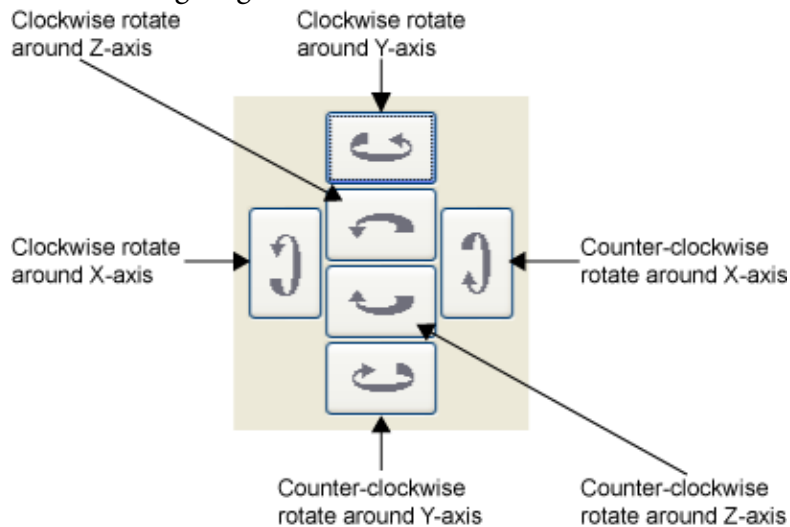 Clockwise rotate
around Z-axis
Clockwise rotate
around Y-axis
Clockwise rotate
around X-axis
Counter-clockwise
rotate around X-axis
Counter-clockwise
rotate around Y-axis
Counter-clockwise
rotate around Z-axis